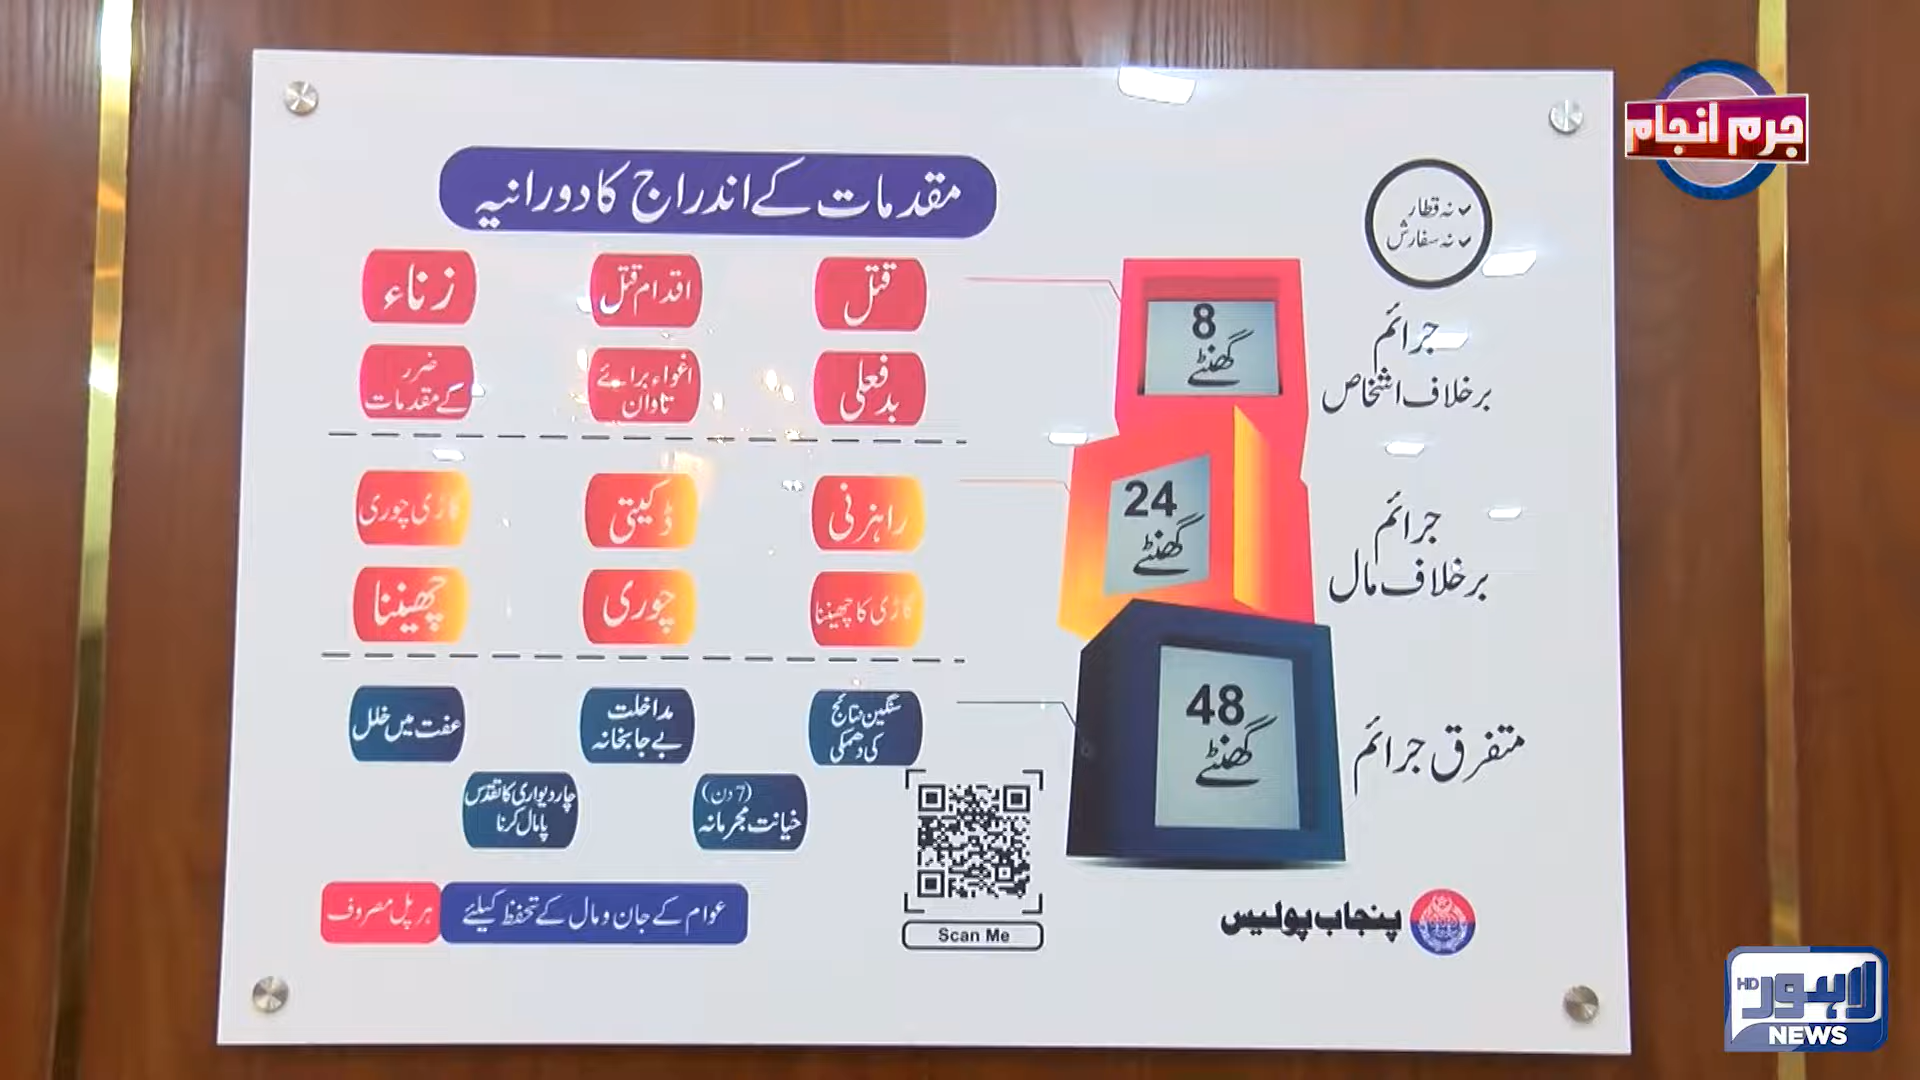 جرم انجام
مقدمات کے اندراج کا دورانیہ
✓ نہ قطار
✓ نہ سفارش
جرائم
برخلاف اشخاص
8
گھنٹے
قتل
اقدام قتل
زناء
بدفعلی
اغواء برائے
تاوان
ضرر
کے مقدمات
جرائم
برخلاف مال
24
گھنٹے
راہزنی
ڈکیتی
گاڑی چوری
گاڑی کا چھیننا
چوری
چھیننا
متفرق جرائم
48
گھنٹے
سنگین نتائج
کی دھمکی
مداخلت
بے جا بخانہ
عفت میں خلل
(7 دن)
خیانت مجرمانہ
چار دیواری کا تقدس
پامال کرنا
Scan Me
عوام کے جان و مال کے تحفظ کیلئے
ہر پل مصروف
پنجاب پولیس
لاہور HD
NEWS